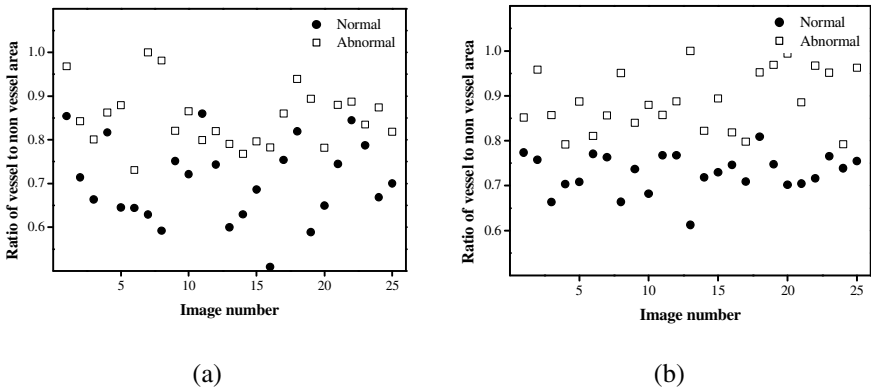 Normal
Abnormal
1.0
0.9
0.8
0.7
0.6
Ratio of vessel to non vessel area
5
10
15
20
25
Image number
(a)
Normal
Abnormal
1.0
0.9
0.8
0.7
0.6
Ratio of vessel to non vessel area
5
10
15
20
25
Image number
(b)